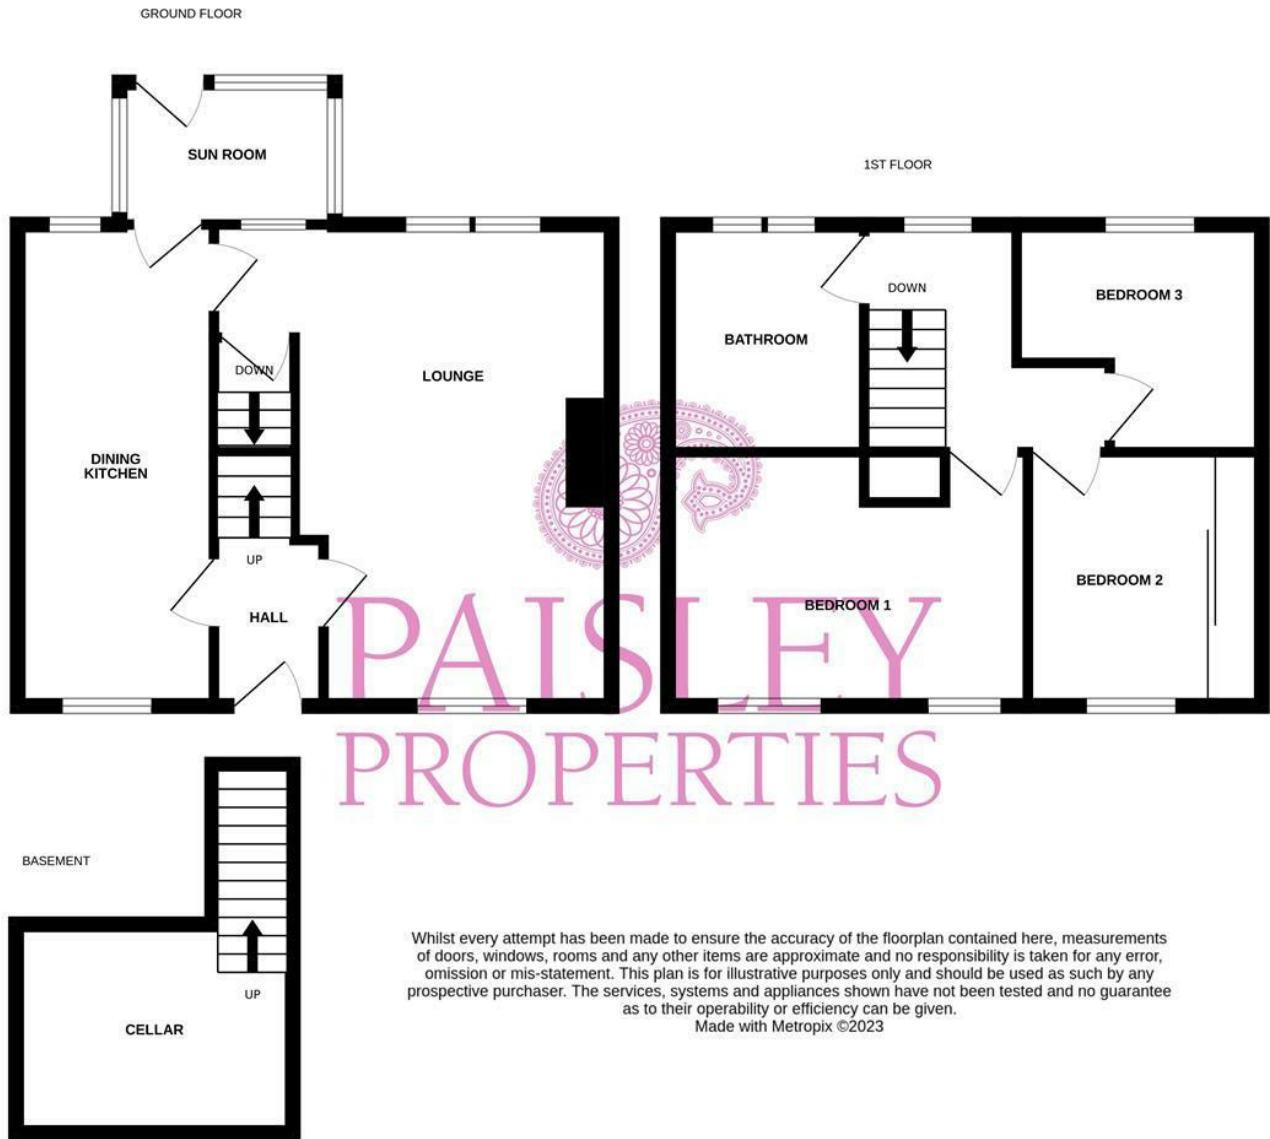 GROUND FLOOR
SUN ROOM
DOWN
LOUNGE
DINING
KITCHEN
UP
HALL
1ST FLOOR
DOWN
BEDROOM 3
BATHROOM
BEDROOM 2
BEDROOM 1
PAISLEY
PROPERTIES
BASEMENT
UP
CELLAR
Whilst every attempt has been made to ensure the accuracy of the floorplan contained here, measurements
of doors, windows, rooms and any other items are approximate and no responsibility is taken for any error,
omission or mis-statement. This plan is for illustrative purposes only and should be used as such by any
prospective purchaser. The services, systems and appliances shown have not been tested and no guarantee
as to their operability or efficiency can be given.
Made with Metropix ©2023